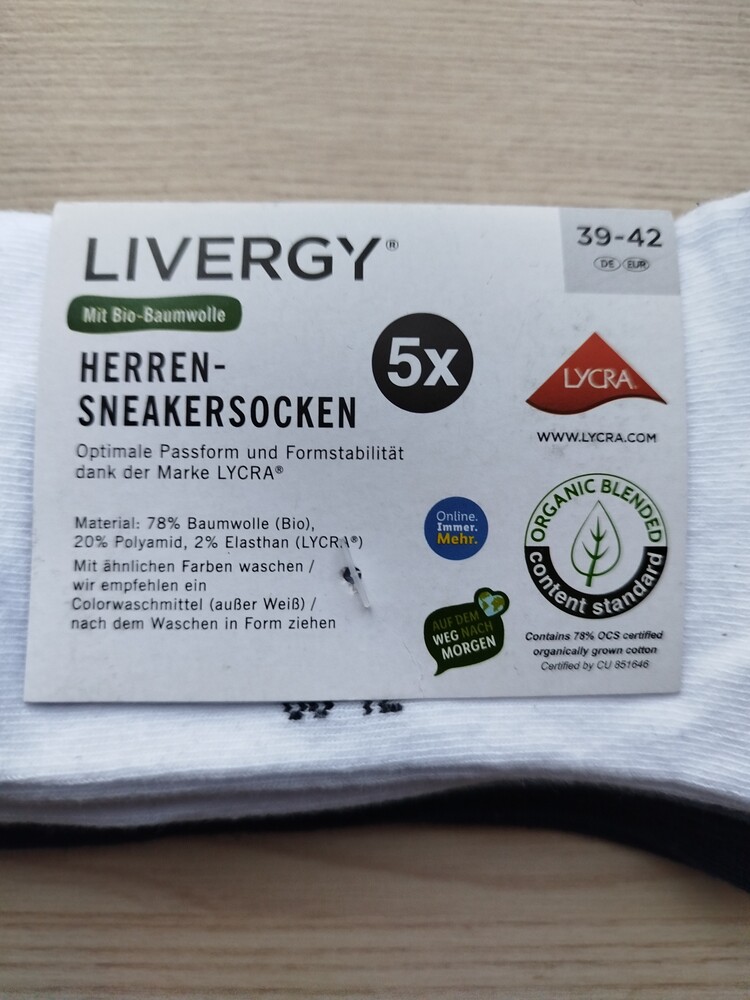 LIVERGY®
39-42
DE EUR
Mit Bio-Baumwolle
HERREN-
SNEAKERSOCKEN
5x
LYCRA®
WWW.LYCRA.COM
Optimale Passform und Formstabilität
dank der Marke LYCRA®
Material: 78% Baumwolle (Bio),
20% Polyamid, 2% Elasthan (LYCRA®)
Mit ähnlichen Farben waschen /
wir empfehlen ein
Colorwaschmittel (außer Weiß) /
nach dem Waschen in Form ziehen
Online.
Immer.
Mehr.
AUF DEM
WEG NACH
MORGEN
ORGANIC BLENDED
content standard
Contains 78% OCS certified
organically grown cotton
Certified by CU 851646